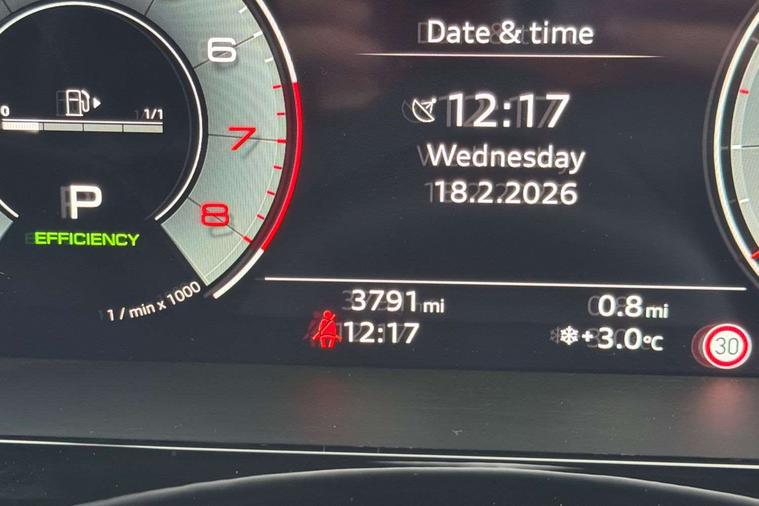 Date & time
12:17
Wednesday
18.2.2026
6
7
8
0
1/1
P
EFFICIENCY
1 / min x 1000
3791 mi
0.8 mi
12:17
+3.0°C
30